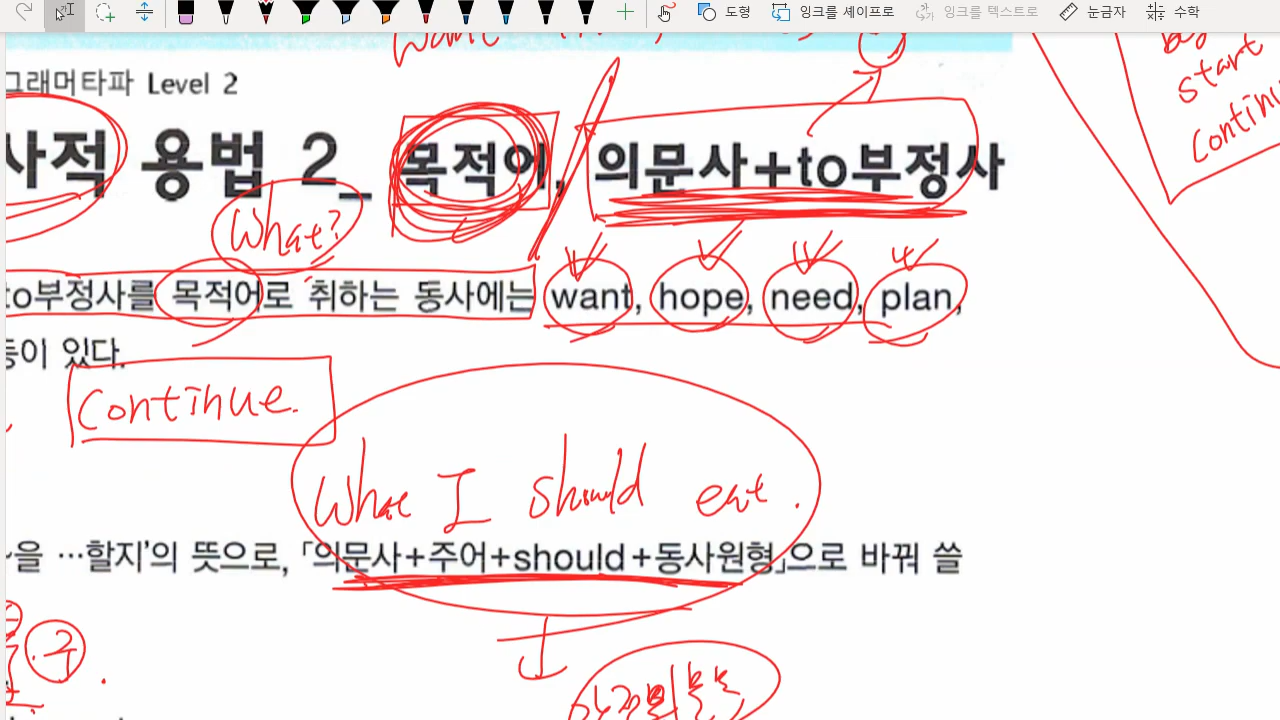 도형 잉크를 셰이프로 잉크를 텍스트로 눈금자 수학
Want
start
그래머타파 Level 2
사적 용법 2_ 목적어, 의문사+to부정사
What?
to부정사를 목적어로 취하는 동사에는 want, hope, need, plan,
등이 있다.
Continue.
What I should eat.
~을 …할지’의 뜻으로, 「의문사+주어+should+동사원형」으로 바꿔 쓸
주